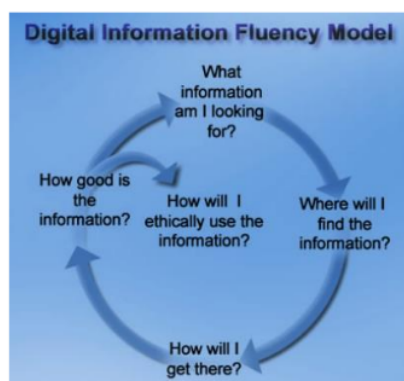 Digital Information Fluency Model
What
information
am I looking
for?
How good is
the
information?
How will I
ethically use the
information?
Where will I
find the
information?
How will I
get there?